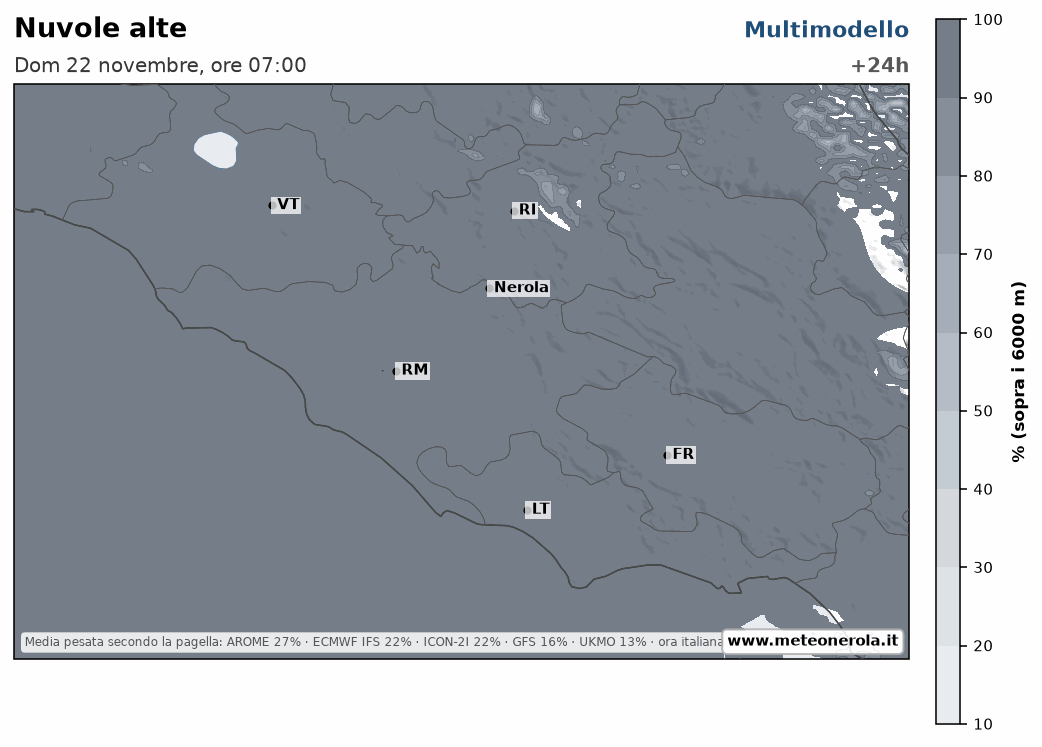 Nuvole alte
Multimodello
Dom 22 novembre, ore 07:00
+24h
100
90
80
70
60
50
40
30
20
10
% (sopra i 6000 m)
VT
RI
Nerola
RM
FR
LT
Media pesata secondo la pagella: AROME 27% · ECMWF IFS 22% · ICON-2I 22% · GFS 16% · UKMO 13% · ora italiana
www.meteonerola.it